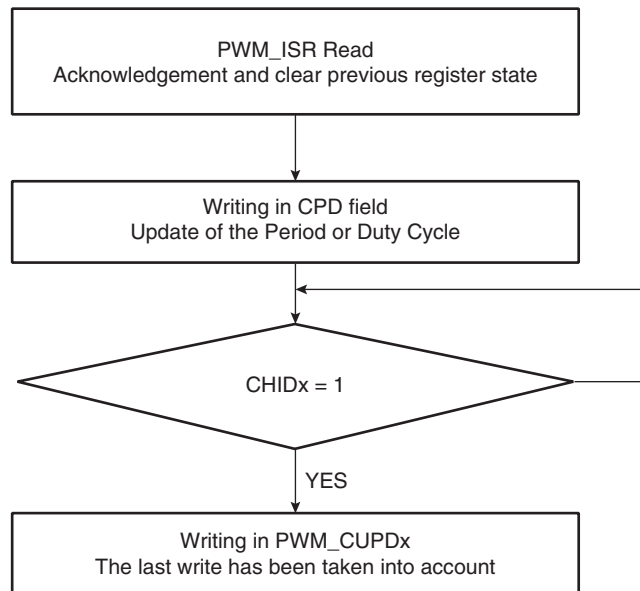 PWM_ISR Read
Acknowledgement and clear previous register state
Writing in CPD field
Update of the Period or Duty Cycle
CHIDx = 1
YES
Writing in PWM_CUPDx
The last write has been taken into account